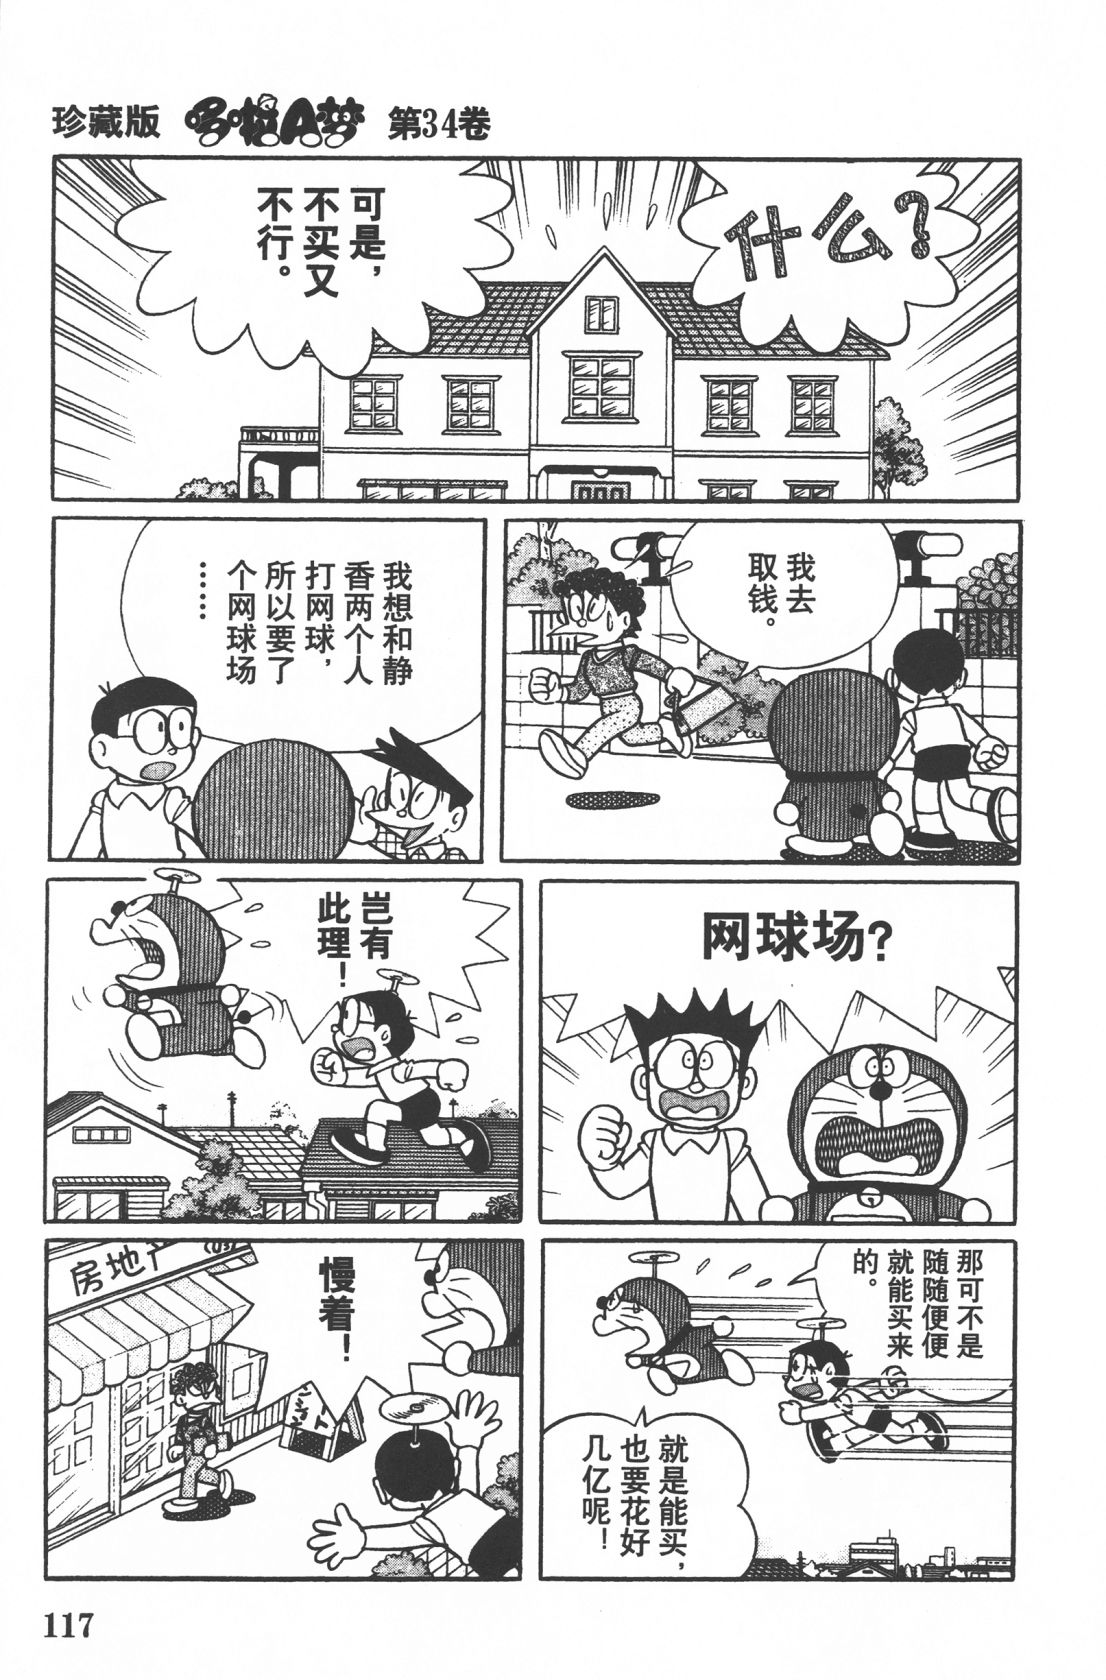 珍藏版 哆啦A梦 第34卷
什么?
可是,
不买又
不行。
我去
取钱。
我想和静
香两个人
打网球,
所以要了
个网球场
……
网球场?
岂有
此理!
那可不是
随随便便
就能买来
的。
就是能买,
也要花好
几亿呢!
慢着!
房地产
117